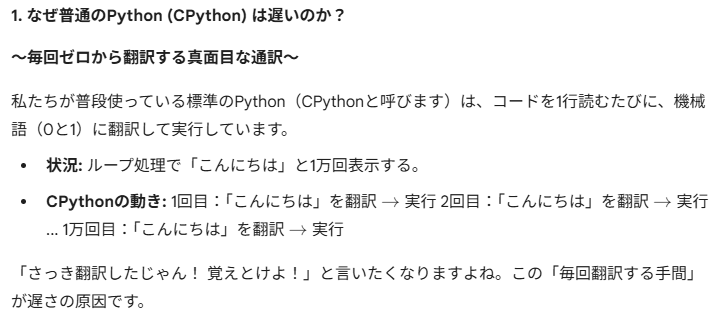 1. なぜ普通のPython (CPython) は遅いのか？
〜毎回ゼロから翻訳する真面目な通訳〜
私たちが普段使っている標準のPython（CPythonと呼びます）は、コードを1行読むたびに、機械
語（0と1）に翻訳して実行しています。
• 状況: ループ処理で「こんにちは」と1万回表示する。
• CPythonの動き: 1回目：「こんにちは」を翻訳 → 実行 2回目：「こんにちは」を翻訳 → 実行
... 1万回目：「こんにちは」を翻訳 → 実行
「さっき翻訳したじゃん！ 覚えとけよ！」と言いたくなりますよね。この「毎回翻訳する手間」
が遅さの原因です。